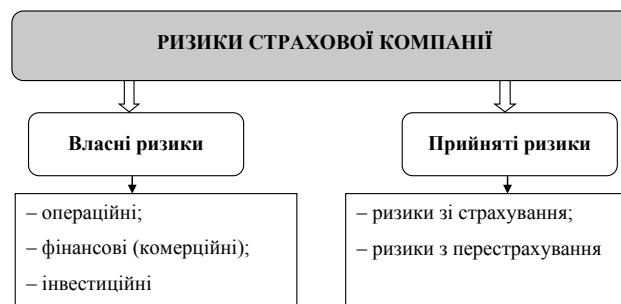 РИЗИКИ СТРАХОВОЇ КОМПАНІЇ
Власні ризики
– операційні;
– фінансові (комерційні);
– інвестиційні
Прийняті ризики
– ризики зі страхування;
– ризики з перестрахування